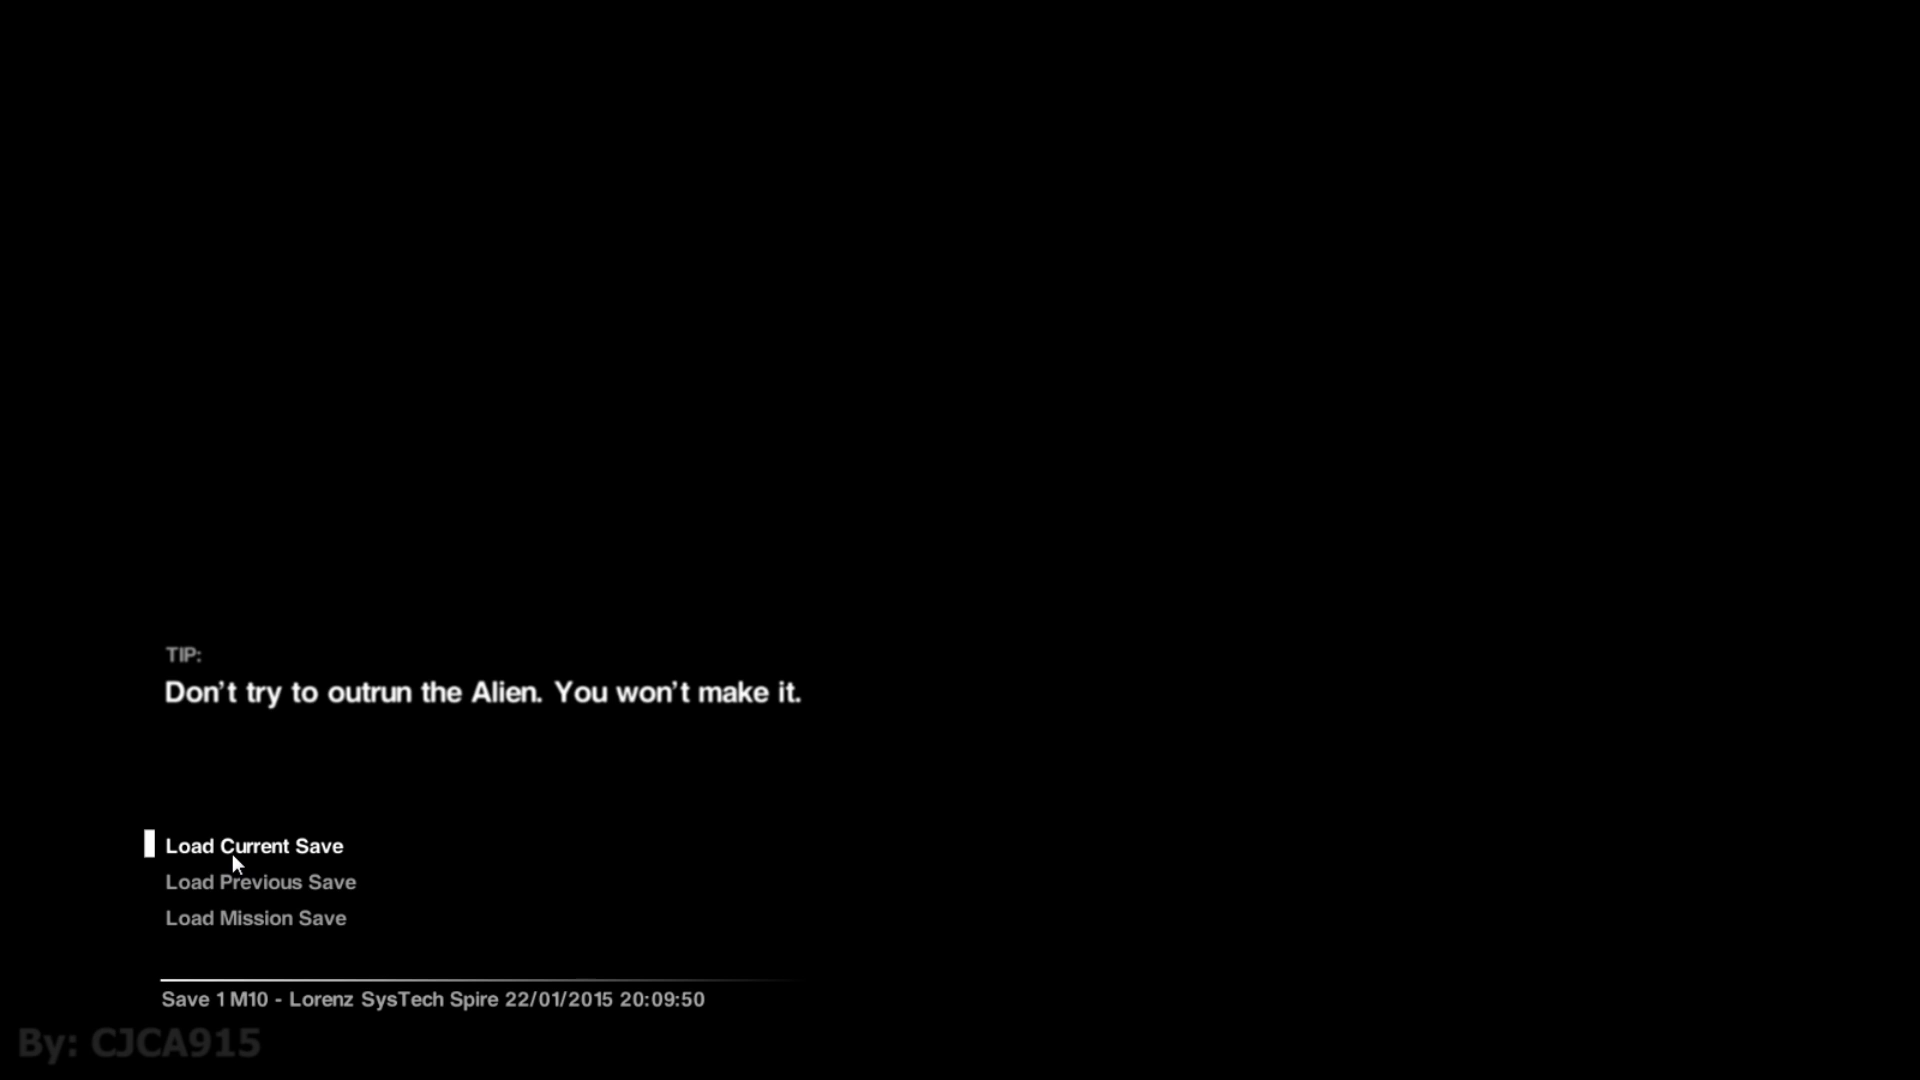 TIP:
Don't try to outrun the Alien. You won't make it.
Load Current Save
Load Previous Save
Load Mission Save
Save 1 M10 - Lorenz SysTech Spire 22/01/2015 20:09:50
By: CJCA915